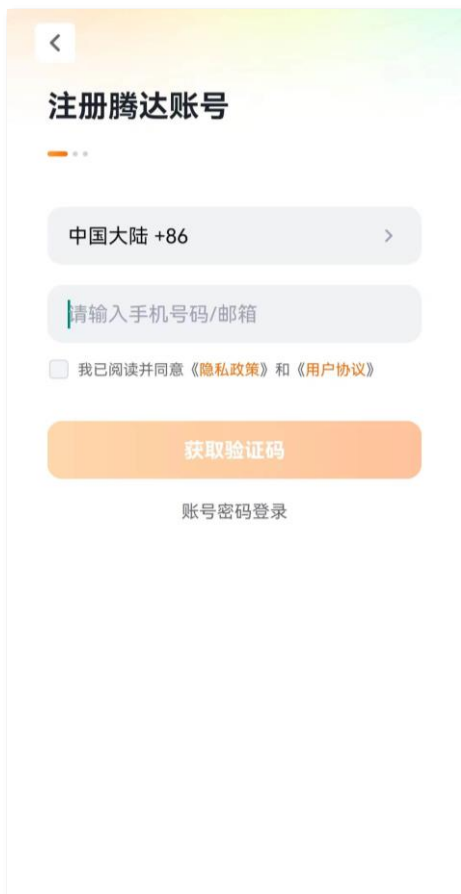 注册腾达账号
中国大陆 +86
请输入手机号码/邮箱
我已阅读并同意《隐私政策》和《用户协议》
获取验证码
账号密码登录